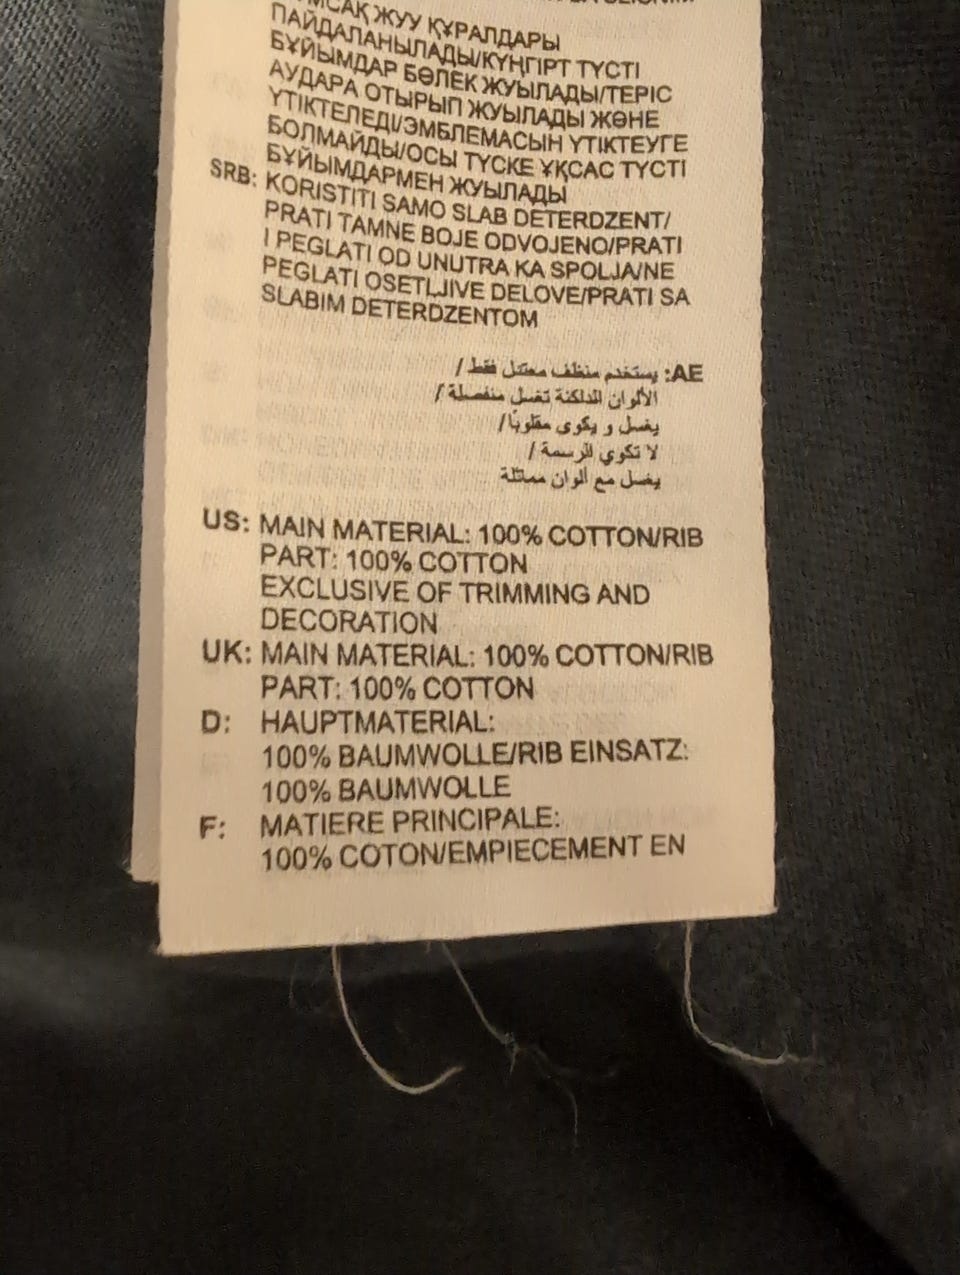 ЖУУ ҚҰРАЛДАРЫ
ПАЙДАЛАНЫЛАДЫ/КҮҢГІРТ ТҮСТІ
БҰЙЫМДАР БӨЛЕК ЖУЫЛАДЫ/ТЕРІС
АУДАРА ОТЫРЫП ЖУЫЛАДЫ ЖӘНЕ
ҮТІКТЕЛЕДІ/ЭМБЛЕМАСЫН ҮТІКТЕУГЕ
БОЛМАЙДЫ/ОСЫ ТҮСКЕ ҰҚСАС ТҮСТІ
БҰЙЫМДАРМЕН ЖУЫЛАДЫ
SRB: KORISTITI SAMO SLAB DETERDZENT/
PRATI TAMNE BOJE ODVOJENO/PRATI
I PEGLATI OD UNUTRA KA SPOLJA/NE
PEGLATI OSETLJIVE DELOVE/PRATI SA
SLABIM DETERDZENTOM
AE: يستخدم منظف معتدل فقط /
الألوان الداكنة تغسل منفصلة /
يغسل و يكوى مقلوبًا/
لا تكوي الرسمة /
يغسل مع ألوان مماثلة
US: MAIN MATERIAL: 100% COTTON/RIB
PART: 100% COTTON
EXCLUSIVE OF TRIMMING AND
DECORATION
UK: MAIN MATERIAL: 100% COTTON/RIB
PART: 100% COTTON
D: HAUPTMATERIAL:
100% BAUMWOLLE/RIB EINSATZ:
100% BAUMWOLLE
F: MATIERE PRINCIPALE:
100% COTON/EMPIECEMENT EN